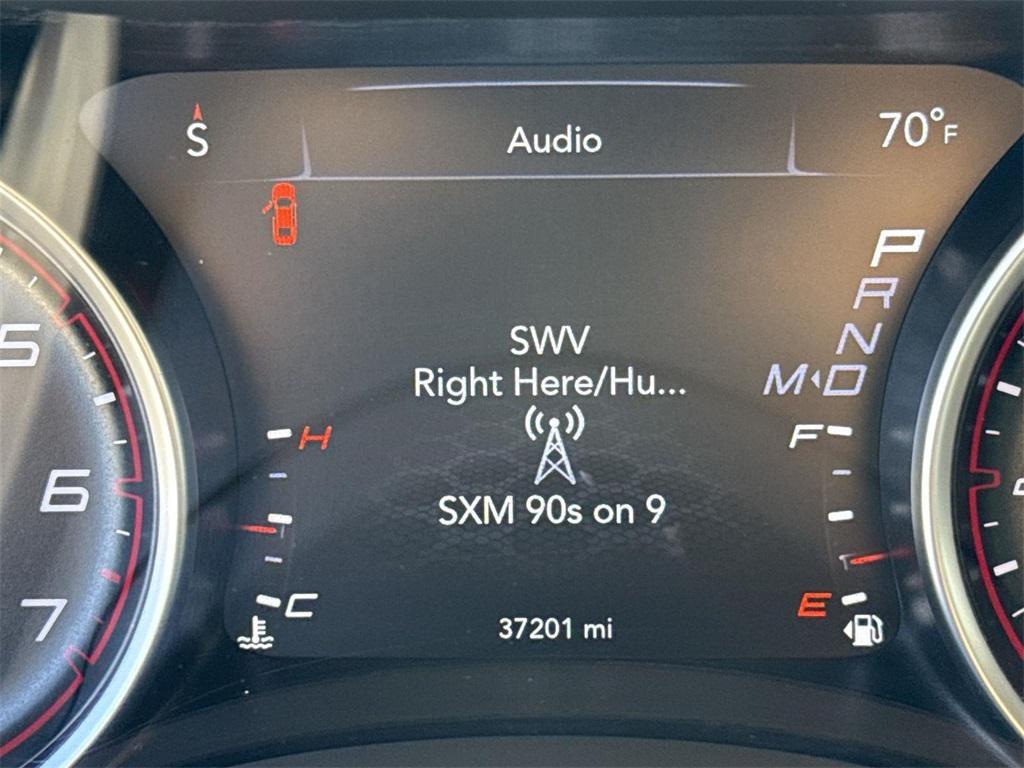 S
Audio
70°F
P
R
N
M◂D
SWV
Right Here/Hu...
SXM 90s on 9
H
C
F
E
37201 mi
5
6
7